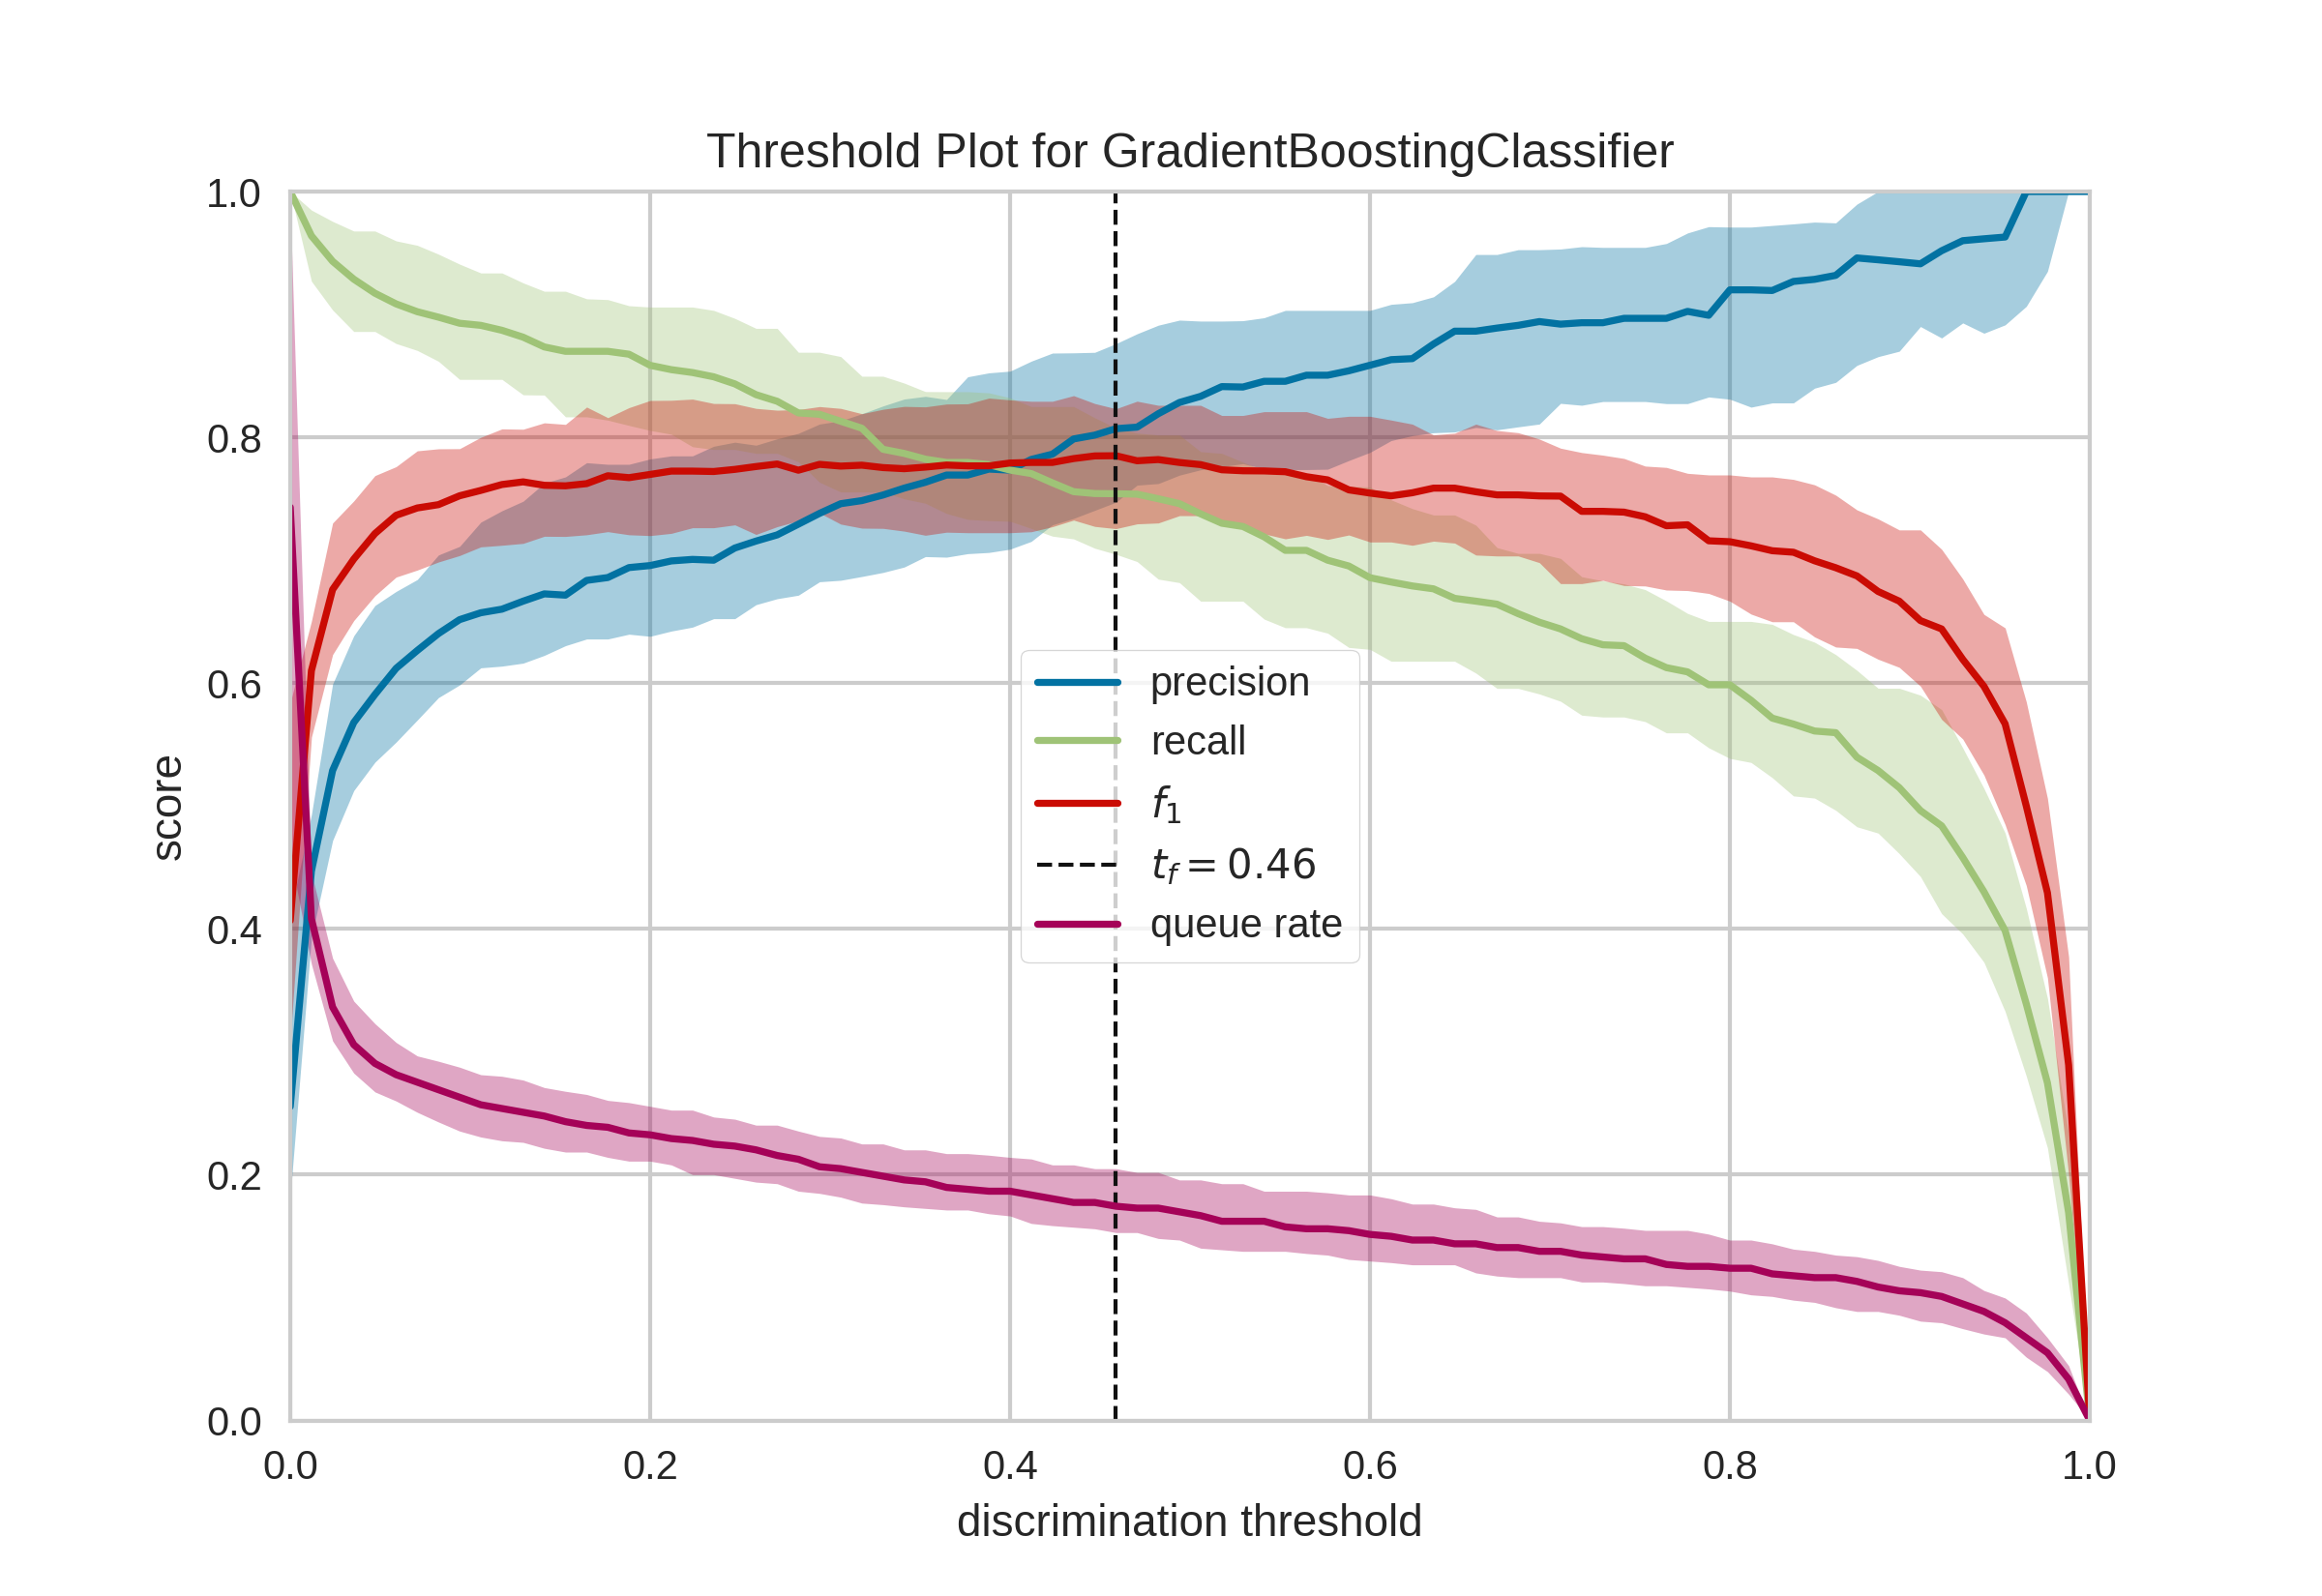 Threshold Plot for GradientBoostingClassifier
1.0
0.8
0.6
0.4
0.2
0.0
score
precision
recall
f1
tf = 0.46
queue rate
0.0 0.2 0.4 0.6 0.8 1.0
discrimination threshold